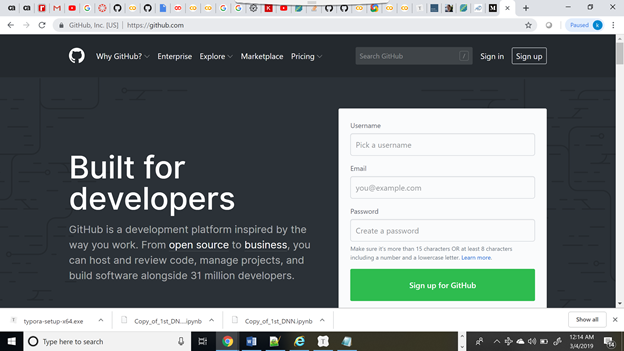 GitHub, Inc. [US]
https://github.com
Paused
k
Why GitHub?
Enterprise
Explore
Marketplace
Pricing
Search GitHub
/
Sign in
Sign up
Built for
developers
GitHub is a development platform inspired by the
way you work. From open source to business, you
can host and review code, manage projects, and
build software alongside 31 million developers.
Username
Pick a username
Email
you@example.com
Password
Create a password
Make sure it's more than 15 characters OR at least 8 characters
including a number and a lowercase letter. Learn more.
Sign up for GitHub
typora-setup-x64.exe
Copy_of_1st_DN....ipynb
Copy_of_1st_DNN.ipynb
Show all
Type here to search
12:14 AM
3/4/2019